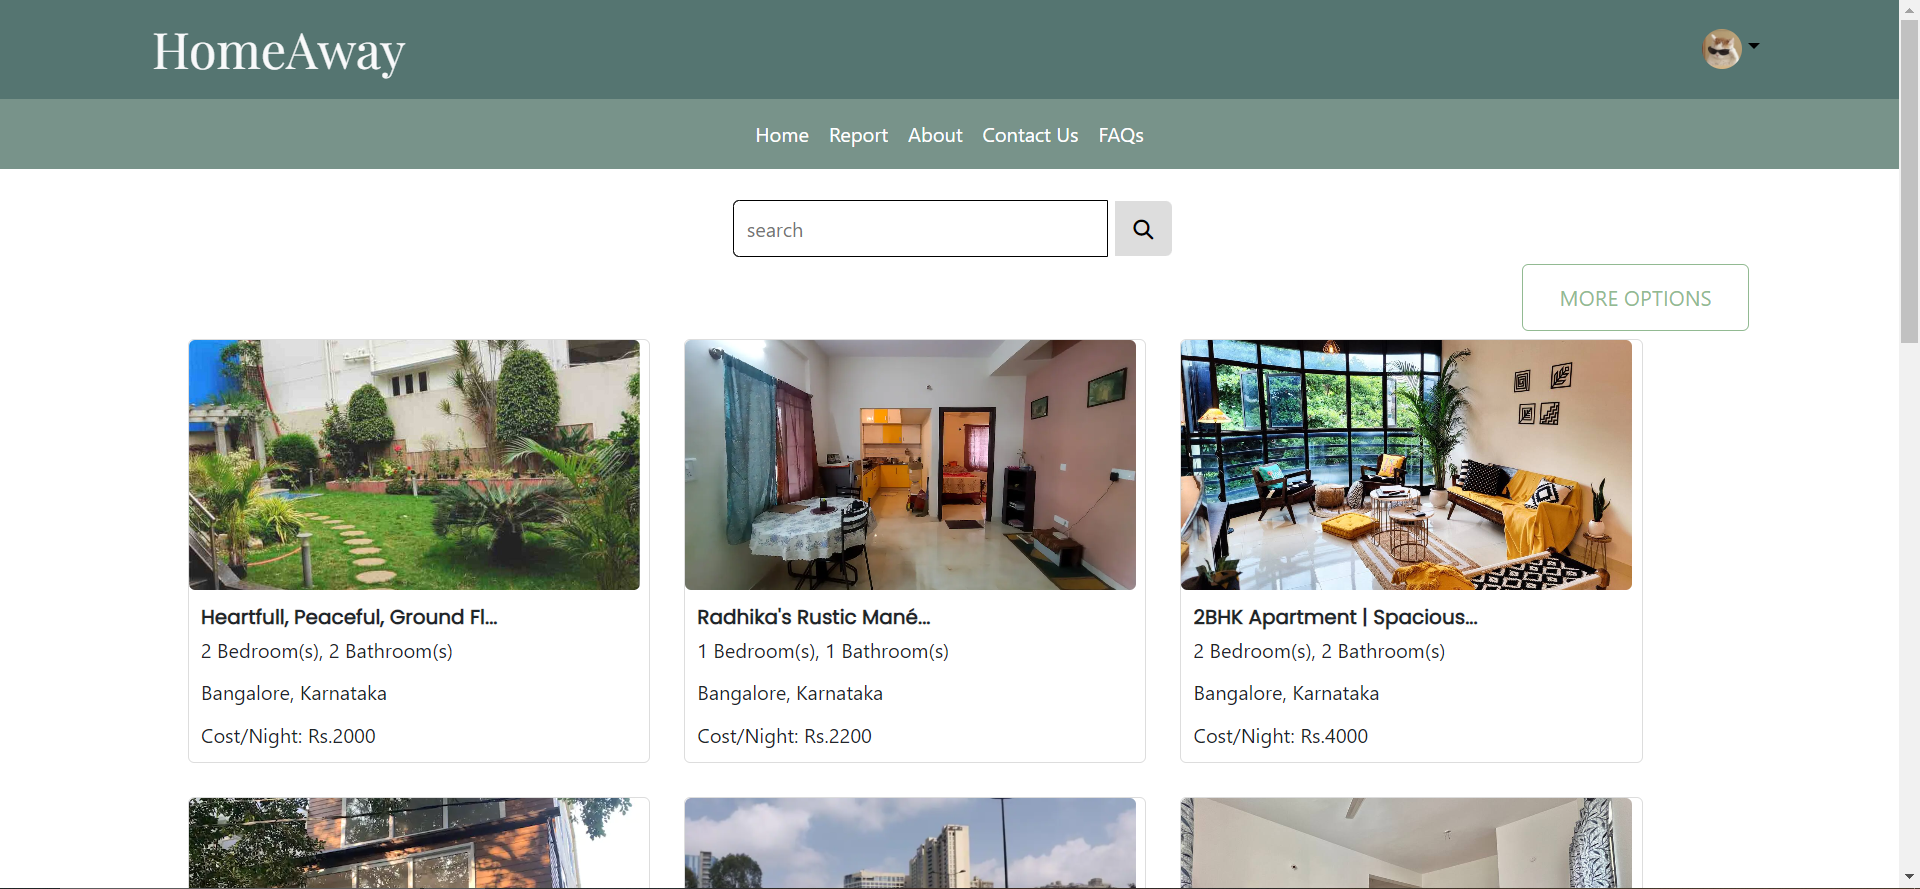 HomeAway
Home Report About Contact Us FAQs
search
MORE OPTIONS
Heartfull, Peaceful, Ground Fl...
2 Bedroom(s), 2 Bathroom(s)
Bangalore, Karnataka
Cost/Night: Rs.2000
Radhika's Rustic Mané...
1 Bedroom(s), 1 Bathroom(s)
Bangalore, Karnataka
Cost/Night: Rs.2200
2BHK Apartment | Spacious...
2 Bedroom(s), 2 Bathroom(s)
Bangalore, Karnataka
Cost/Night: Rs.4000